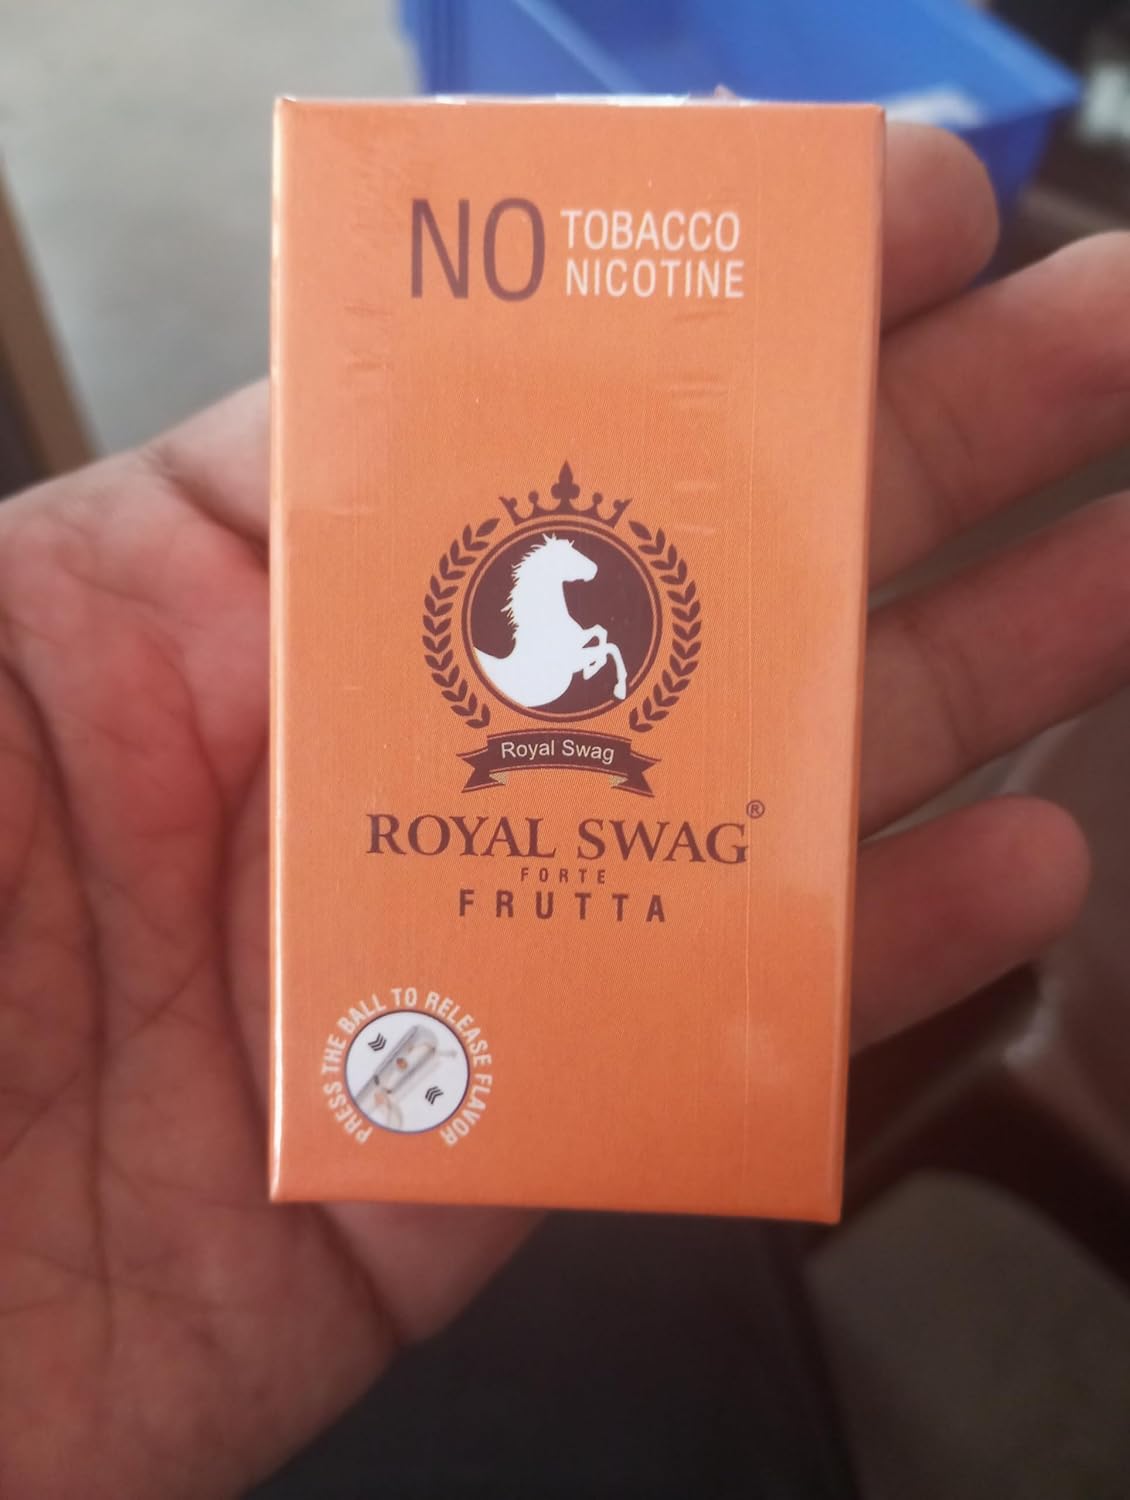 NO TOBACCO
NICOTINE
Royal Swag
ROYAL SWAG®
FORTE
FRUTTA
PRESS THE BALL TO RELEASE FLAVOR